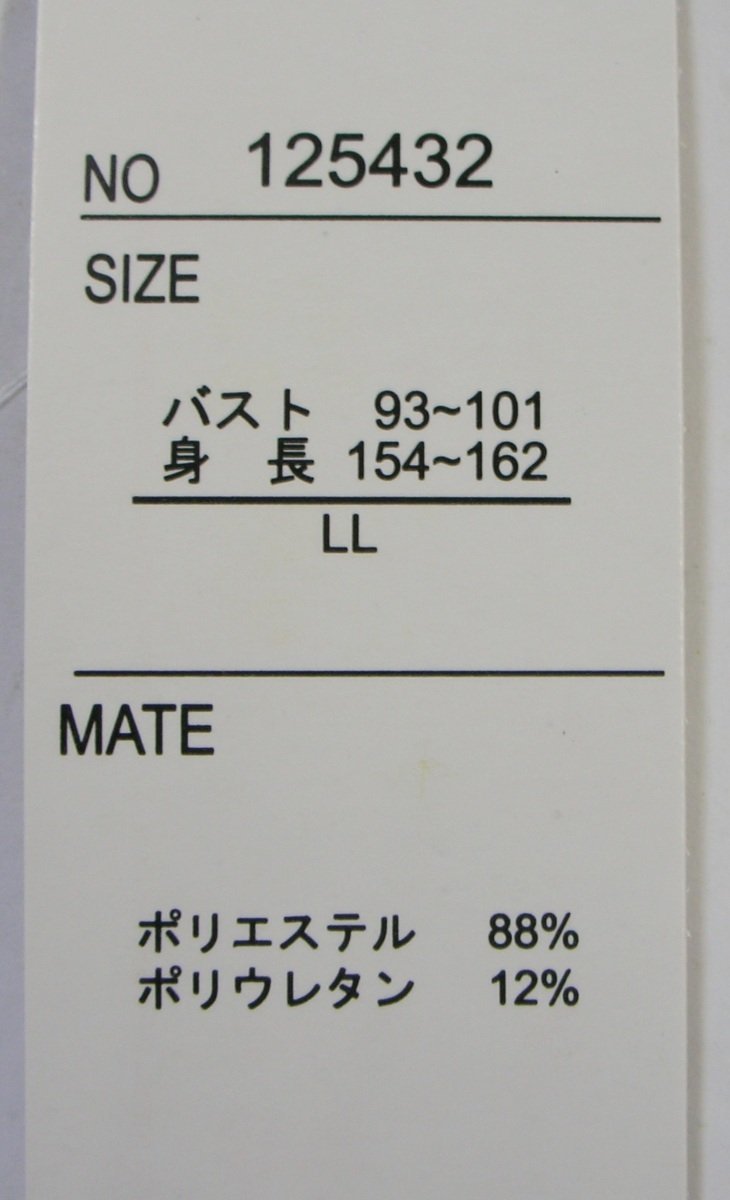 NO 125432
SIZE
バスト 93~101
身 長 154~162
LL
MATE
ポリエステル 88%
ポリウレタン 12%